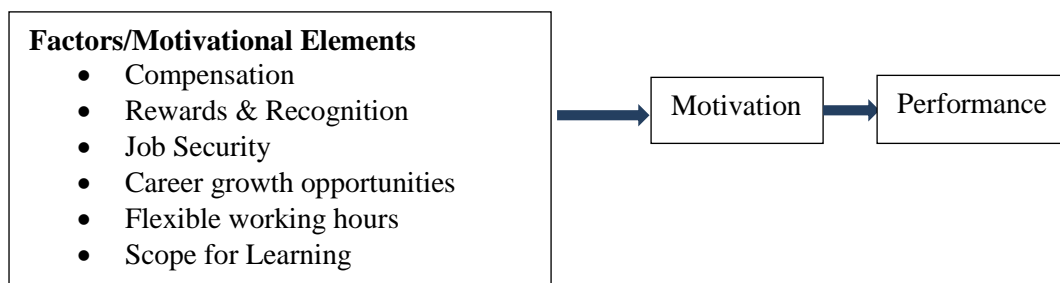 Factors/Motivational Elements
• Compensation
• Rewards & Recognition
• Job Security
• Career growth opportunities
• Flexible working hours
• Scope for Learning
Motivation
Performance